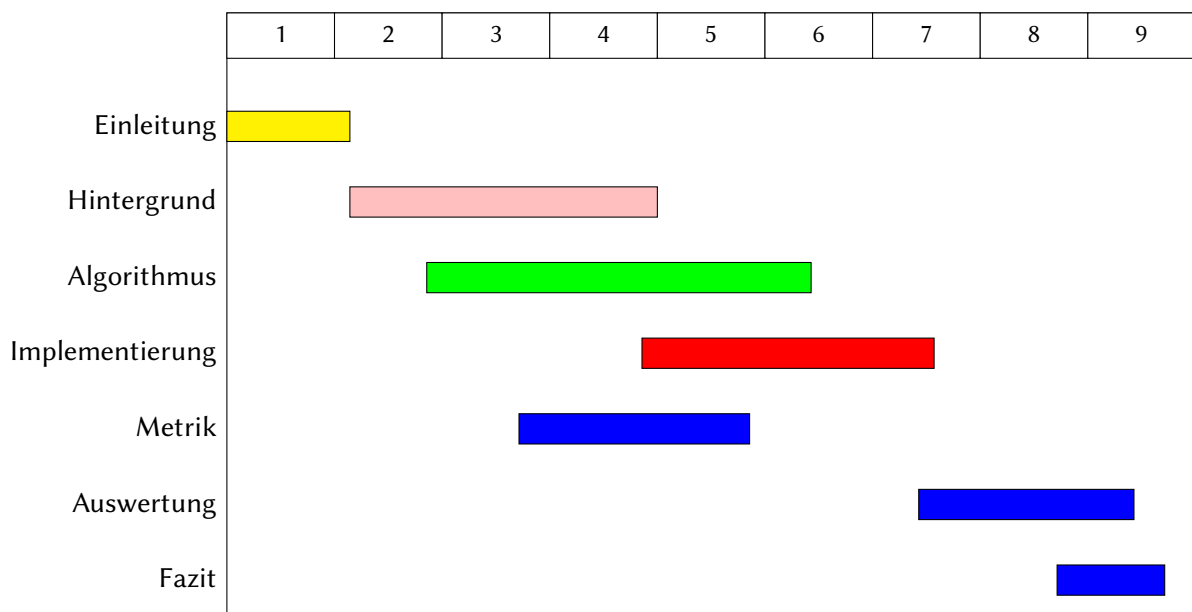 1 2 3 4 5 6 7 8 9
Einleitung
Hintergrund
Algorithmus
Implementierung
Metrik
Auswertung
Fazit